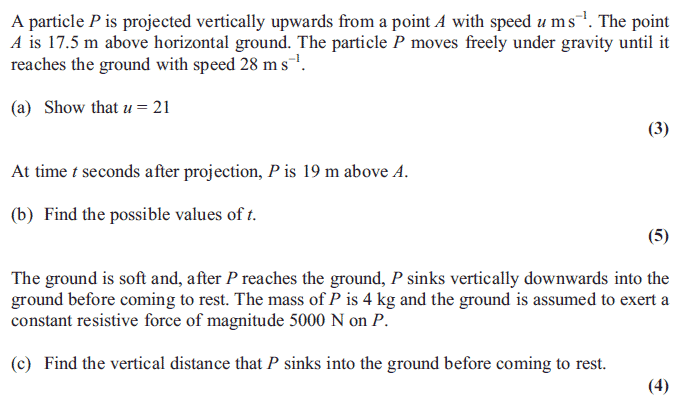 A particle P is projected vertically upwards from a point A with speed u m s⁻¹. The point
A is 17.5 m above horizontal ground. The particle P moves freely under gravity until it
reaches the ground with speed 28 m s⁻¹.
(a) Show that u = 21
(3)
At time t seconds after projection, P is 19 m above A.
(b) Find the possible values of t.
(5)
The ground is soft and, after P reaches the ground, P sinks vertically downwards into the
ground before coming to rest. The mass of P is 4 kg and the ground is assumed to exert a
constant resistive force of magnitude 5000 N on P.
(c) Find the vertical distance that P sinks into the ground before coming to rest.
(4)